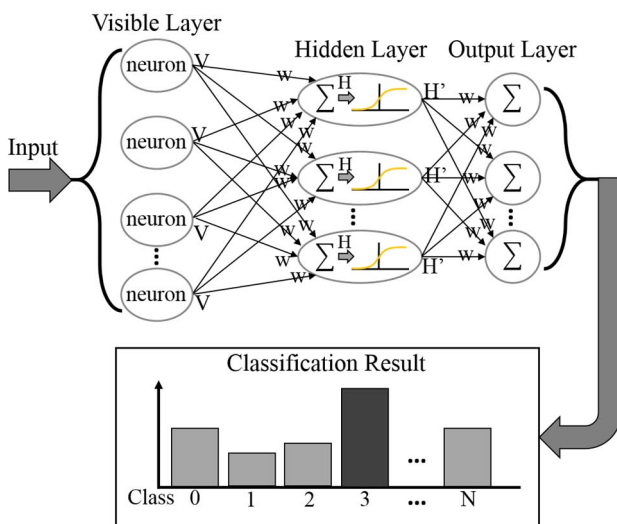 Visible Layer
Hidden Layer Output Layer
Input
neuron V
neuron V
neuron V
neuron V
w w w w w w w w w w w w
Σ H H' w w w Σ
Σ H H' w w w Σ
Σ H H' w w w Σ
Classification Result
Class 0 1 2 3 ... N